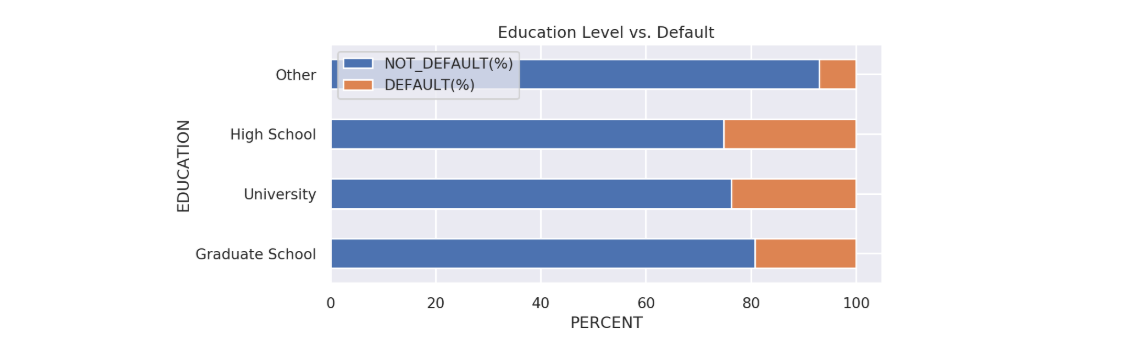 Education Level vs. Default
NOT_DEFAULT(%)
DEFAULT(%)
EDUCATION
Other
High School
University
Graduate School
0 20 40 60 80 100
PERCENT